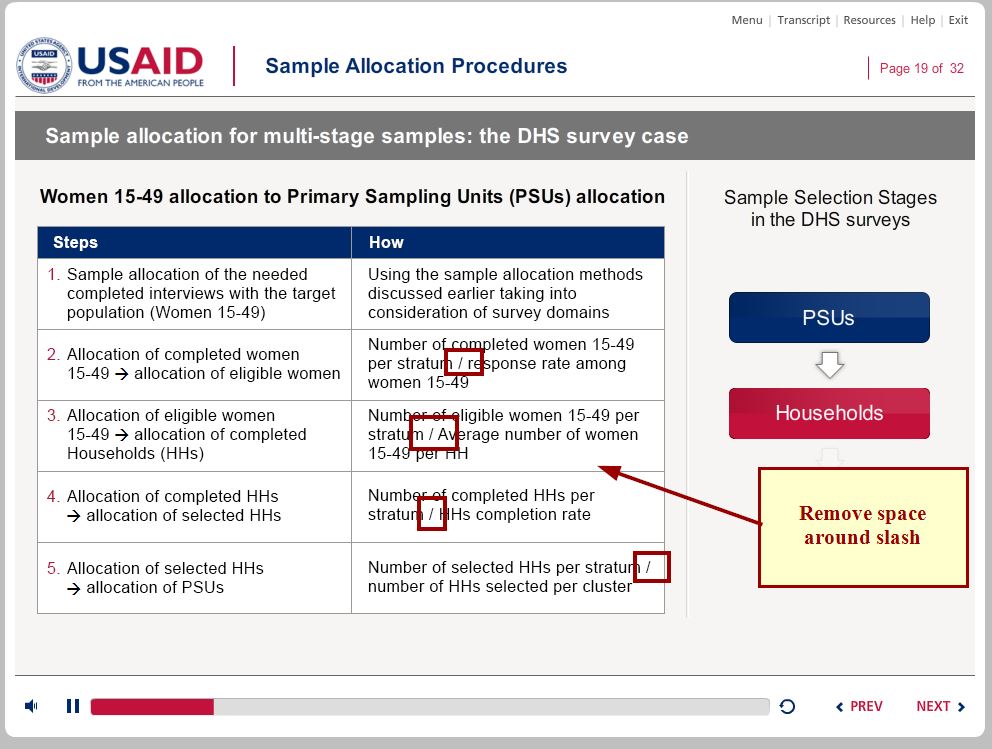 Menu | Transcript | Resources | Help | Exit
USAID
FROM THE AMERICAN PEOPLE
Sample Allocation Procedures
Page 19 of 32
Sample allocation for multi-stage samples: the DHS survey case
Women 15-49 allocation to Primary Sampling Units (PSUs) allocation
Steps
How
1. Sample allocation of the needed
completed interviews with the target
population (Women 15-49)
Using the sample allocation methods
discussed earlier taking into
consideration of survey domains
2. Allocation of completed women
15-49 → allocation of eligible women
Number of completed women 15-49
per stratum / response rate among
women 15-49
3. Allocation of eligible women
15-49 → allocation of completed
Households (HHs)
Number of eligible women 15-49 per
stratum / Average number of women
15-49 per HH
4. Allocation of completed HHs
→ allocation of selected HHs
Number of completed HHs per
stratum / HHs completion rate
5. Allocation of selected HHs
→ allocation of PSUs
Number of selected HHs per stratum /
number of HHs selected per cluster
Sample Selection Stages
in the DHS surveys
PSUs
Households
Remove space
around slash
PREV
NEXT